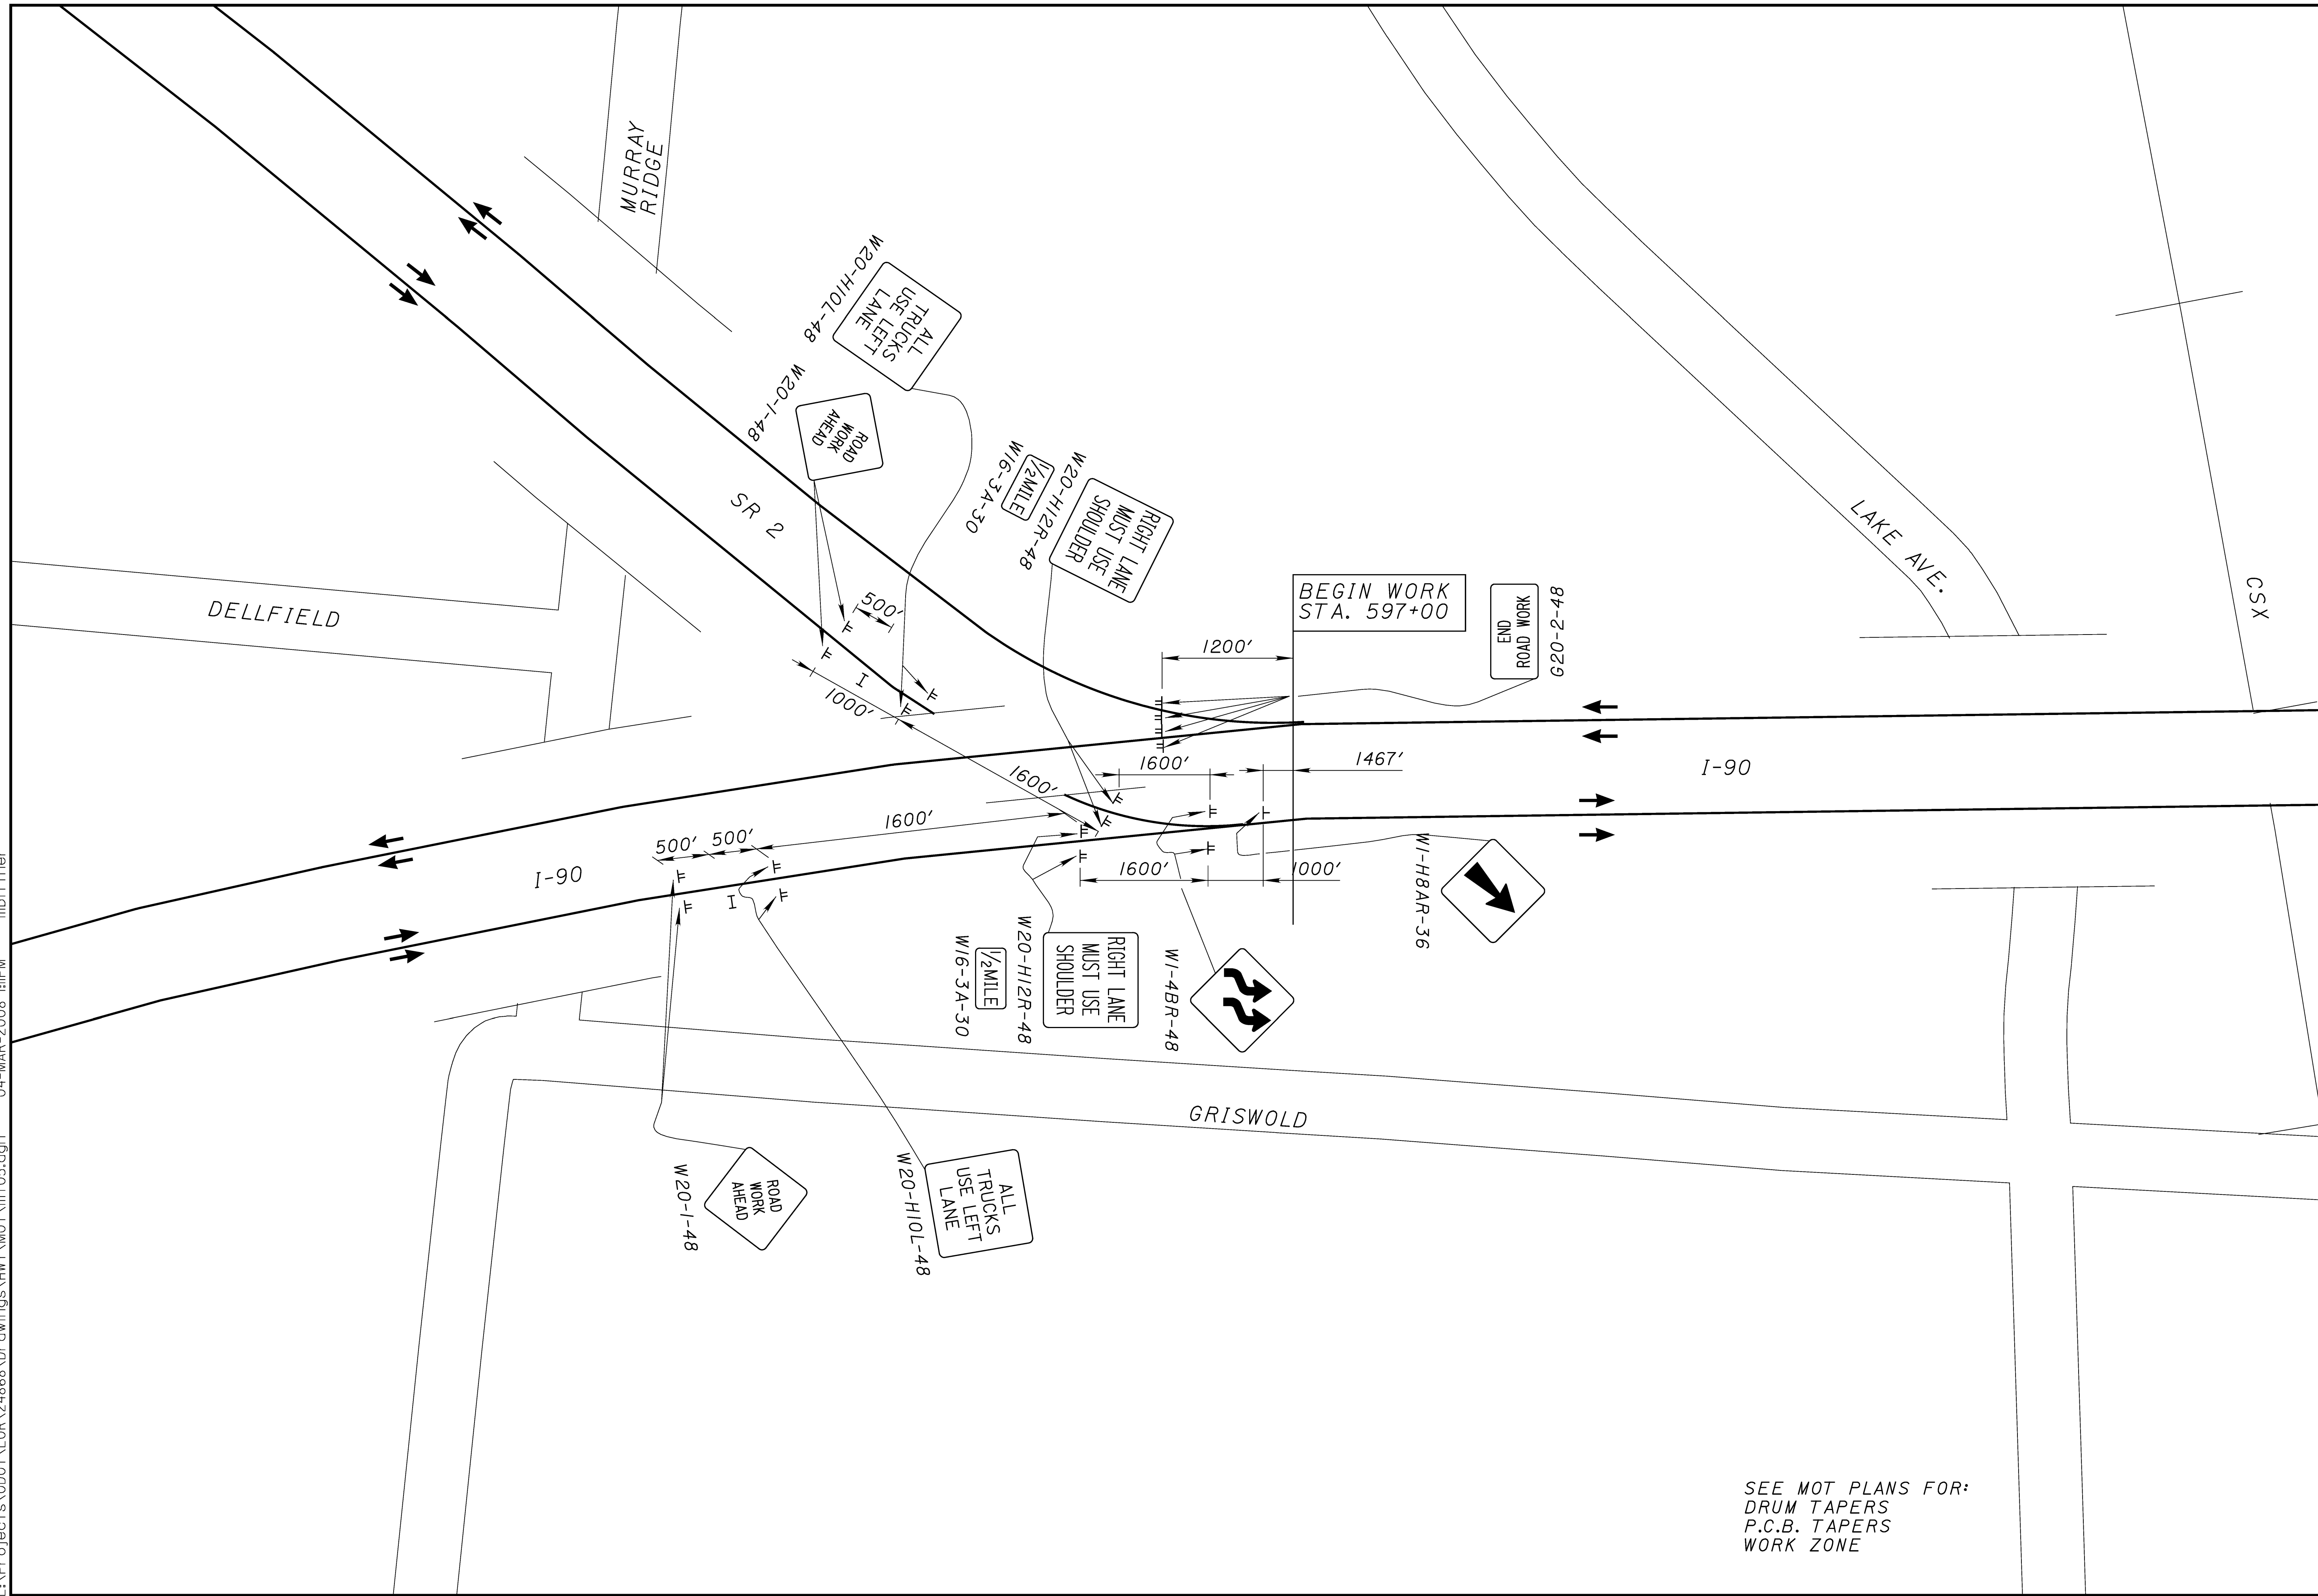 MURRAY
RIDGE
W20-H10L-48
ALL
TRUCKS
USE LEFT
LANE
W20-1-48
ROAD
WORK
AHEAD
SR 2
W16-3A-30
1/2 MILE
W20-H12R-48
RIGHT LANE
MUST USE
SHOULDER
500'
1000'
1600'
DELLFIELD
LAKE AVE.
CSX
BEGIN WORK
STA. 597+00
END
ROAD WORK
G20-2-48
1200'
1600'
1467'
I-90
I-90
500'
500'
1600'
1600'
1000'
W1-H8AR-36
W1-4BR-48
RIGHT LANE
MUST USE
SHOULDER
W20-H12R-48
1/2 MILE
W16-3A-30
GRISWOLD
ROAD
WORK
AHEAD
W20-1-48
ALL
TRUCKS
USE LEFT
LANE
W20-H10L-48
SEE MOT PLANS FOR:
DRUM TAPERS
P.C.B. TAPERS
WORK ZONE